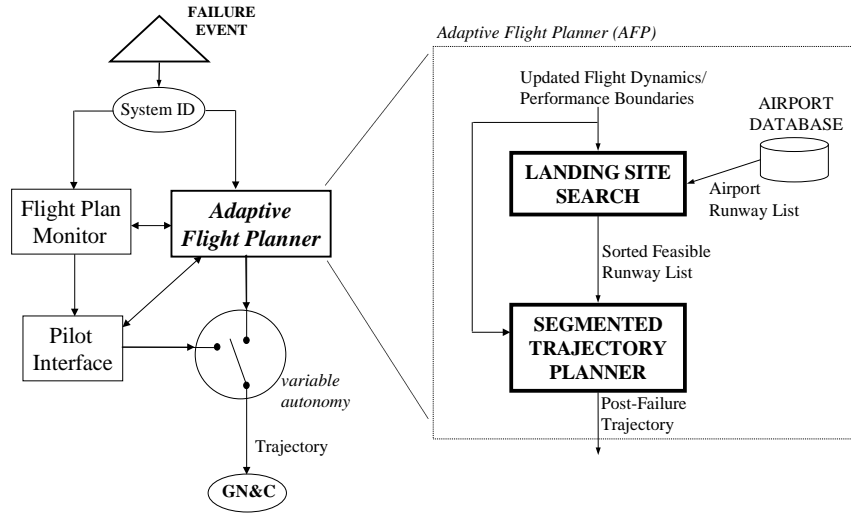 FAILURE
EVENT
System ID
Flight Plan
Monitor
Adaptive
Flight Planner
Pilot
Interface
variable
autonomy
Trajectory
GN&C
Adaptive Flight Planner (AFP)
Updated Flight Dynamics/
Performance Boundaries
AIRPORT
DATABASE
LANDING SITE
SEARCH
Airport
Runway List
Sorted Feasible
Runway List
SEGMENTED
TRAJECTORY
PLANNER
Post-Failure
Trajectory